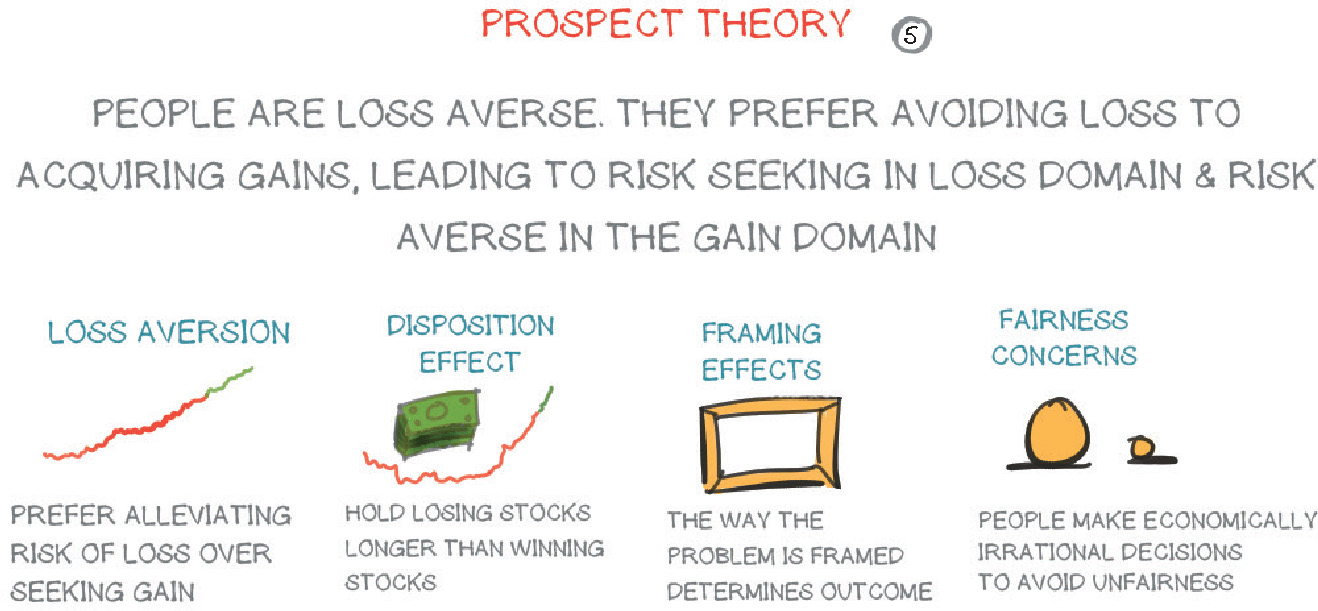 PROSPECT THEORY 5
PEOPLE ARE LOSS AVERSE. THEY PREFER AVOIDING LOSS TO
ACQUIRING GAINS, LEADING TO RISK SEEKING IN LOSS DOMAIN & RISK
AVERSE IN THE GAIN DOMAIN
LOSS AVERSION
PREFER ALLEVIATING
RISK OF LOSS OVER
SEEKING GAIN
DISPOSITION
EFFECT
HOLD LOSING STOCKS
LONGER THAN WINNING
STOCKS
FRAMING
EFFECTS
THE WAY THE
PROBLEM IS FRAMED
DETERMINES OUTCOME
FAIRNESS
CONCERNS
PEOPLE MAKE ECONOMICALLY
IRRATIONAL DECISIONS
TO AVOID UNFAIRNESS